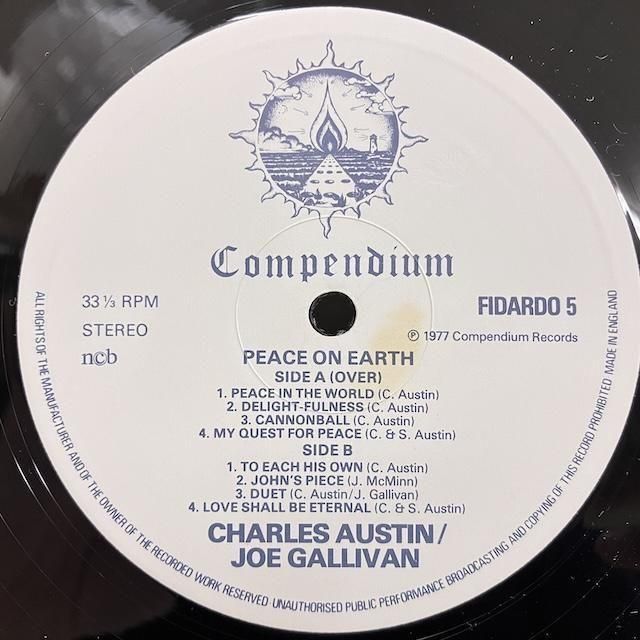 Compendium
33 ⅓ RPM
FIDARDO 5
STEREO
℗ 1977 Compendium Records
ncb
PEACE ON EARTH
SIDE A (OVER)
1. PEACE IN THE WORLD (C. Austin)
2. DELIGHT-FULNESS (C. Austin)
3. CANNONBALL (C. Austin)
4. MY QUEST FOR PEACE (C. & S. Austin)
SIDE B
1. TO EACH HIS OWN (C. Austin)
2. JOHN'S PIECE (J. McMinn)
3. DUET (C. Austin/J. Gallivan)
4. LOVE SHALL BE ETERNAL (C. & S. Austin)
CHARLES AUSTIN/
JOE GALLIVAN
ALL RIGHTS OF THE MANUFACTURER AND OF THE OWNER OF THE RECORDED WORK RESERVED · UNAUTHORISED PUBLIC PERFORMANCE BROADCASTING AND COPYING OF THIS RECORD PROHIBITED MADE IN ENGLAND